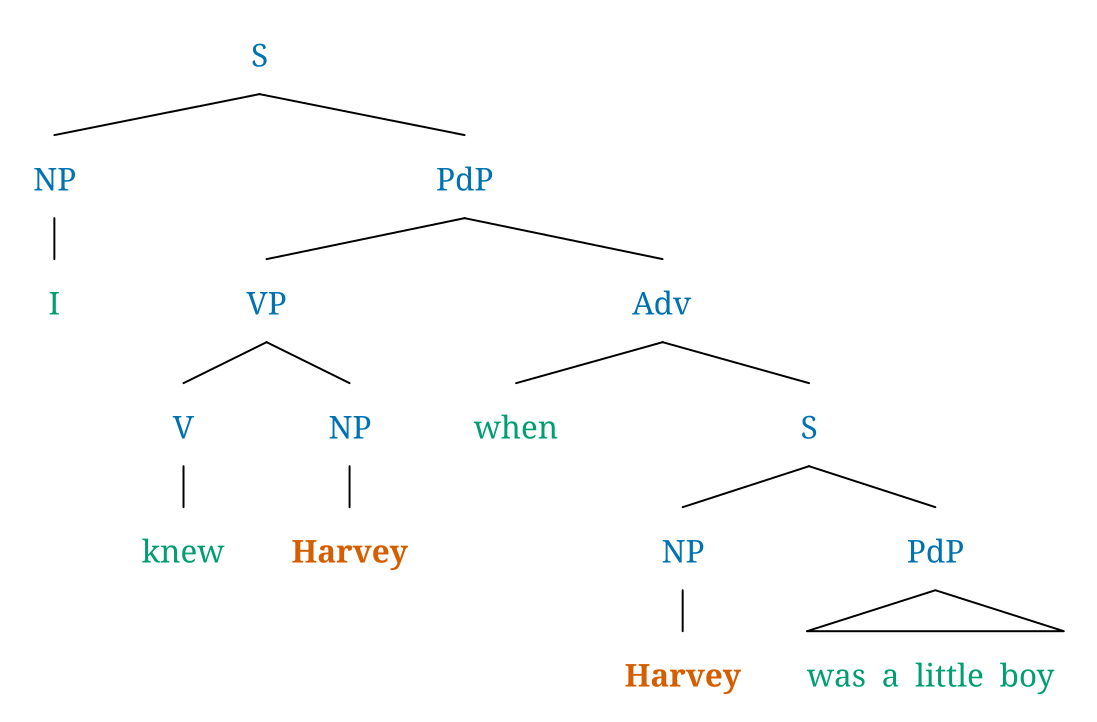 S
NP PdP
I VP Adv
V NP when S
knew Harvey NP PdP
Harvey was a little boy